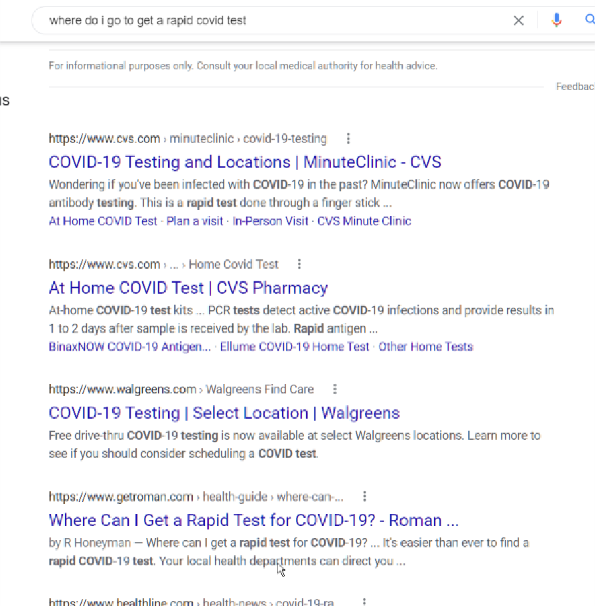 where do i go to get a rapid covid test
For informational purposes only. Consult your local medical authority for health advice.
Feedbac
us
https://www.cvs.com › minuteclinic › covid-19-testing
COVID-19 Testing and Locations | MinuteClinic - CVS
Wondering if you've been infected with COVID-19 in the past? MinuteClinic now offers COVID-19
antibody testing. This is a rapid test done through a finger stick ...
At Home COVID Test · Plan a visit · In-Person Visit · CVS Minute Clinic
https://www.cvs.com › ... › Home Covid Test
At Home COVID Test | CVS Pharmacy
At-home COVID-19 test kits ... PCR tests detect active COVID-19 infections and provide results in
1 to 2 days after sample is received by the lab. Rapid antigen ...
BinaxNOW COVID-19 Antigen... · Ellume COVID-19 Home Test · Other Home Tests
https://www.walgreens.com › Walgreens Find Care
COVID-19 Testing | Select Location | Walgreens
Free drive-thru COVID-19 testing is now available at select Walgreens locations. Learn more to
see if you should consider scheduling a COVID test.
https://www.getroman.com › health-guide › where-can-...
Where Can I Get a Rapid Test for COVID-19? - Roman ...
by R Honeyman — Where can I get a rapid test for COVID-19? ... It's easier than ever to find a
rapid COVID-19 test. Your local health departments can direct you ...
https://www.healthline.com › health-news › covid-19-ra...